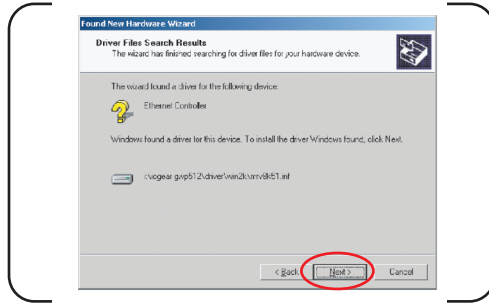 Found New Hardware Wizard
Driver Files Search Results
The wizard has finished searching for driver files for your hardware device.
The wizard found a driver for the following device:
Ethernet Controller
Windows found a driver for this device. To install the driver Windows found, click Next.
< Back
Next >
Cancel